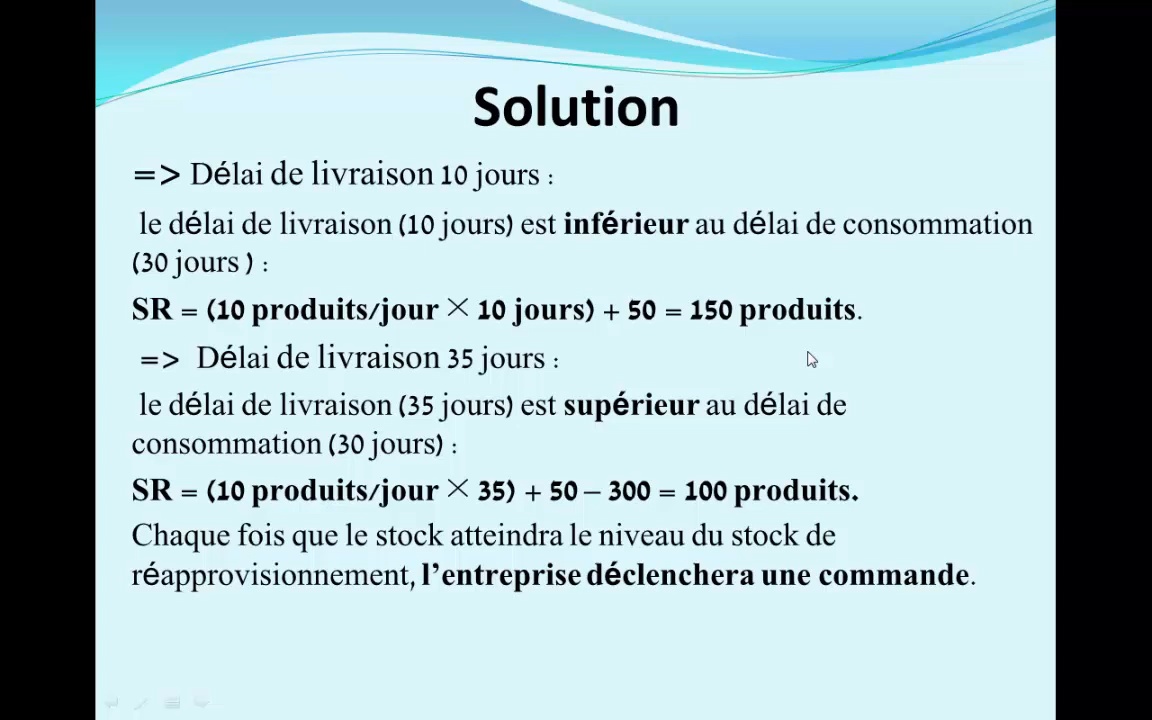 Solution
=> Délai de livraison 10 jours :
le délai de livraison (10 jours) est inférieur au délai de consommation
(30 jours ) :
SR = (10 produits/jour × 10 jours) + 50 = 150 produits.
=> Délai de livraison 35 jours :
le délai de livraison (35 jours) est supérieur au délai de
consommation (30 jours) :
SR = (10 produits/jour × 35) + 50 – 300 = 100 produits.
Chaque fois que le stock atteindra le niveau du stock de
réapprovisionnement, l’entreprise déclenchera une commande.